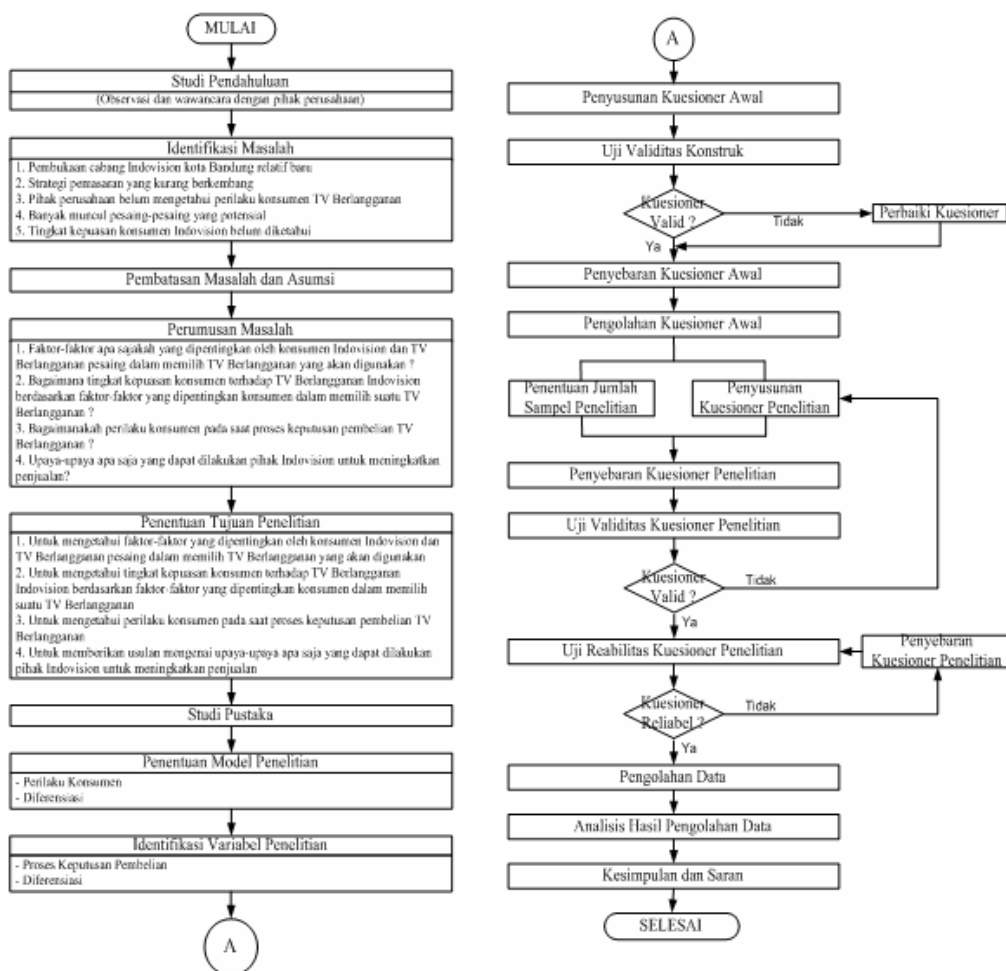 MULAI
Studi Pendahuluan
(Observasi dan wawancara dengan pihak perusahaan)
Identifikasi Masalah
1. Pembukaan cabang Indovision kota Bandung relatif baru
2. Strategi pemasaran yang kurang berkembang
3. Pihak perusahaan belum mengetahui perilaku konsumen TV Berlangganan
4. Banyak muncul pesaing-pesaing yang potensial
5. Tingkat kepuasan konsumen Indovision belum diketahui
Pembatasan Masalah dan Asumsi
Perumusan Masalah
1. Faktor-faktor apa sajakah yang dipentingkan oleh konsumen Indovision dan TV
Berlangganan pesaing dalam memilih TV Berlangganan yang akan digunakan ?
2. Bagaimana tingkat kepuasan konsumen terhadap TV Berlangganan Indovision
berdasarkan faktor-faktor yang dipentingkan konsumen dalam memilih suatu TV
Berlangganan ?
3. Bagaimanakah perilaku konsumen pada saat proses keputusan pembelian TV
Berlangganan ?
4. Upaya-upaya apa saja yang dapat dilakukan pihak Indovision untuk meningkatkan
penjualan?
Penentuan Tujuan Penelitian
1. Untuk mengetahui faktor-faktor yang dipentingkan oleh konsumen Indovision dan
TV Berlangganan pesaing dalam memilih TV Berlangganan yang akan digunakan
2. Untuk mengetahui tingkat kepuasan konsumen terhadap TV Berlangganan
Indovision berdasarkan faktor-faktor yang dipentingkan konsumen dalam memilih
suatu TV Berlangganan
3. Untuk mengetahui perilaku konsumen pada saat proses keputusan pembelian TV
Berlangganan
4. Untuk memberikan usulan mengenai upaya-upaya apa saja yang dapat dilakukan
pihak Indovision untuk meningkatkan penjualan
Studi Pustaka
Penentuan Model Penelitian
- Perilaku Konsumen
- Diferensiasi
Identifikasi Variabel Penelitian
- Proses Keputusan Pembelian
- Diferensiasi
A
A
Penyusunan Kuesioner Awal
Uji Validitas Konstruk
Kuesioner
Valid ?
Tidak
Perbaiki Kuesioner
Ya
Penyebaran Kuesioner Awal
Pengolahan Kuesioner Awal
Penentuan Jumlah
Sampel Penelitian
Penyusunan
Kuesioner Penelitian
Penyebaran Kuesioner Penelitian
Uji Validitas Kuesioner Penelitian
Kuesioner
Valid ?
Tidak
Ya
Uji Reabilitas Kuesioner Penelitian
Penyebaran
Kuesioner Penelitian
Kuesioner
Reliabel ?
Tidak
Ya
Pengolahan Data
Analisis Hasil Pengolahan Data
Kesimpulan dan Saran
SELESAI